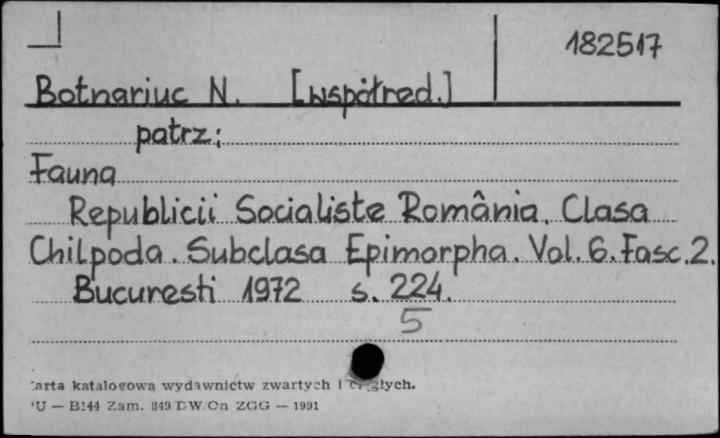 182517
Botnariuc N. [współred.]
patrz:
Fauna
Republicii Socialiste România. Clasa
Chilpoda. Subclasa Epimorpha. Vol. 6. Fasc. 2.
Bucuresti 1972 s. 224.
5
arta katalogowa wydawnictw zwartych i ciągłych.
U — B144 Zam. 849 DW/On ZGG — 1991